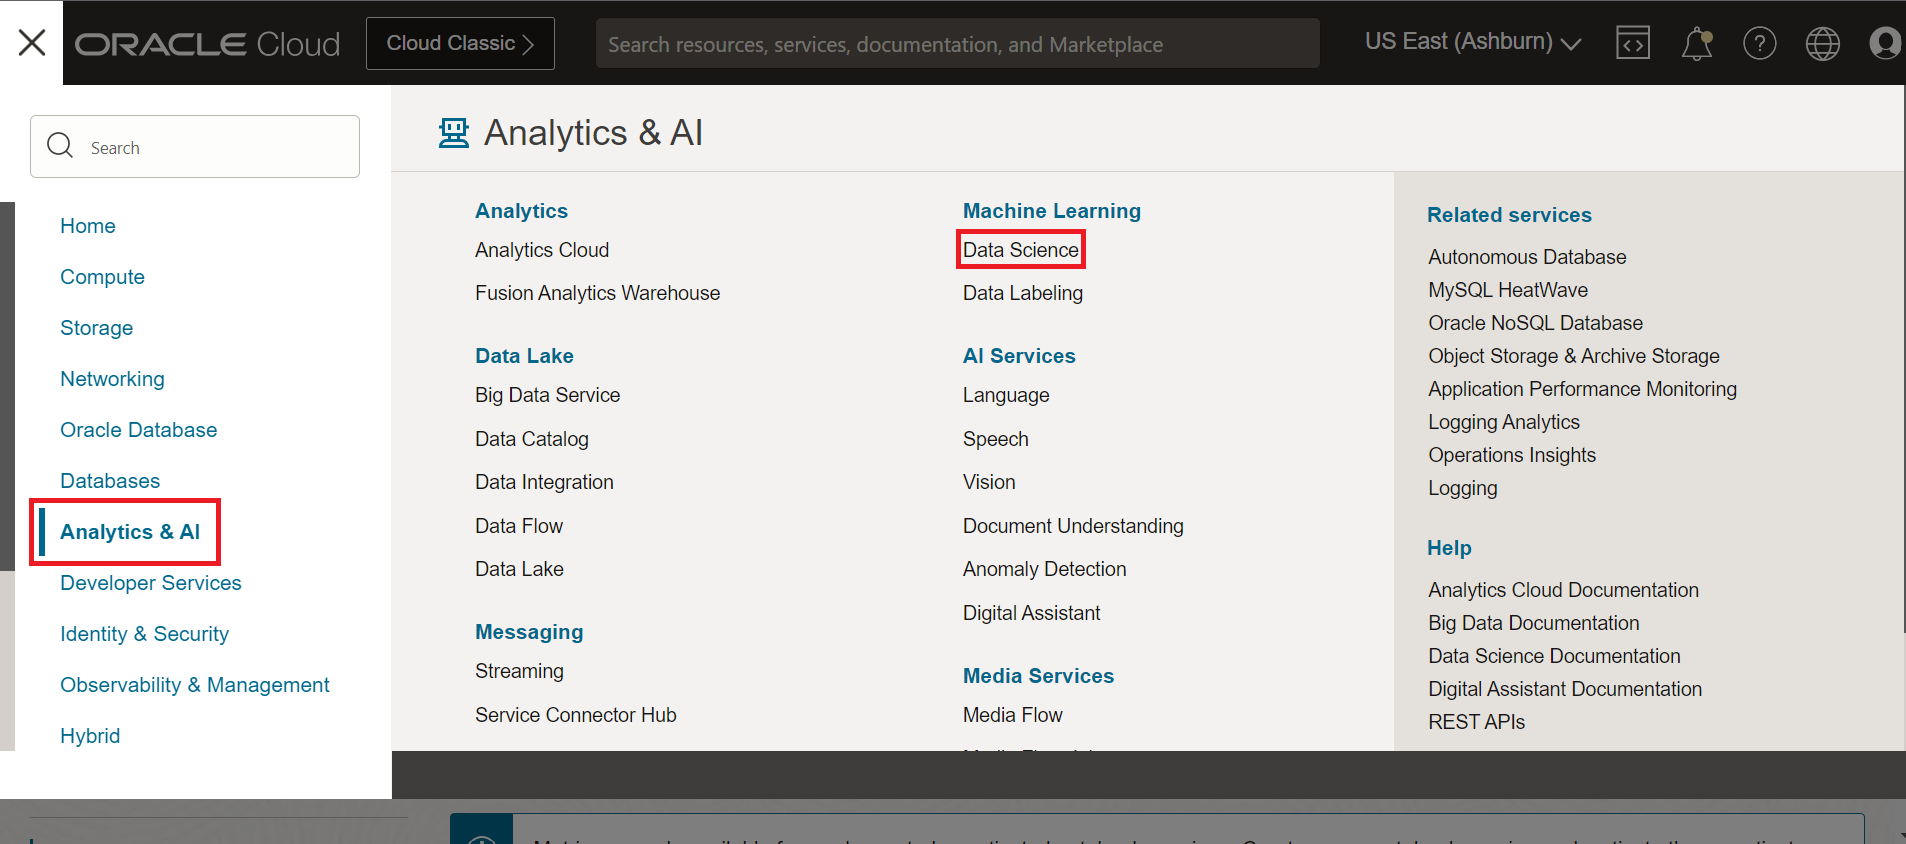 ORACLE Cloud
Cloud Classic
Search resources, services, documentation, and Marketplace
US East (Ashburn)
Search
Home
Compute
Storage
Networking
Oracle Database
Databases
Analytics & AI
Developer Services
Identity & Security
Observability & Management
Hybrid
Analytics & AI
Analytics
Analytics Cloud
Fusion Analytics Warehouse
Data Lake
Big Data Service
Data Catalog
Data Integration
Data Flow
Data Lake
Messaging
Streaming
Service Connector Hub
Machine Learning
Data Science
Data Labeling
AI Services
Language
Speech
Vision
Document Understanding
Anomaly Detection
Digital Assistant
Media Services
Media Flow
Related services
Autonomous Database
MySQL HeatWave
Oracle NoSQL Database
Object Storage & Archive Storage
Application Performance Monitoring
Logging Analytics
Operations Insights
Logging
Help
Analytics Cloud Documentation
Big Data Documentation
Data Science Documentation
Digital Assistant Documentation
REST APIs